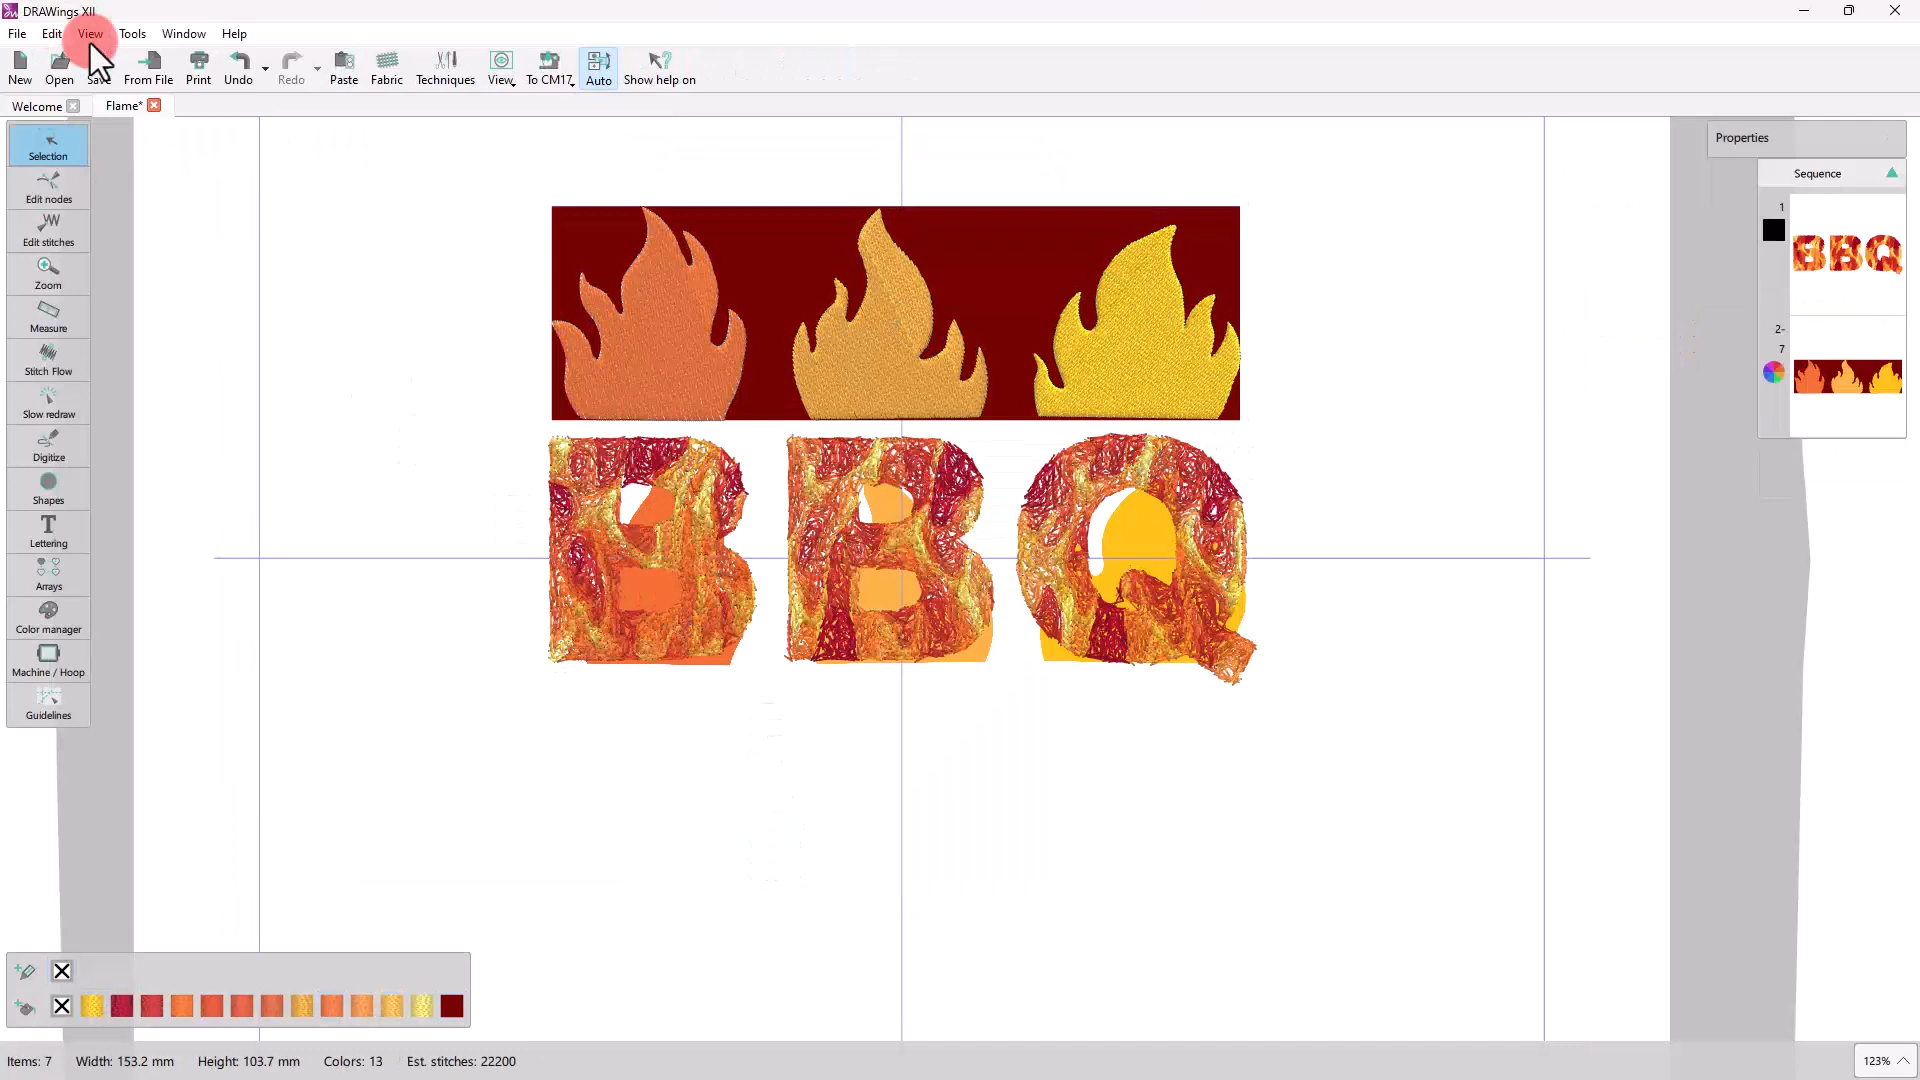 DRAWings XII
File Edit View Tools Window Help
New Open Save From File Print Undo Redo Paste Fabric Techniques View To CM17 Auto Show help on
Welcome Flame*
Selection
Edit nodes
Edit stitches
Zoom
Measure
Stitch Flow
Slow redraw
Digitize
Shapes
T
Lettering
Arrays
Color manager
Machine / Hoop
Guidelines
Properties
Sequence
1
BBQ
2-
7
BBQ
Items: 7 Width: 153.2 mm Height: 103.7 mm Colors: 13 Est. stitches: 22200
123%